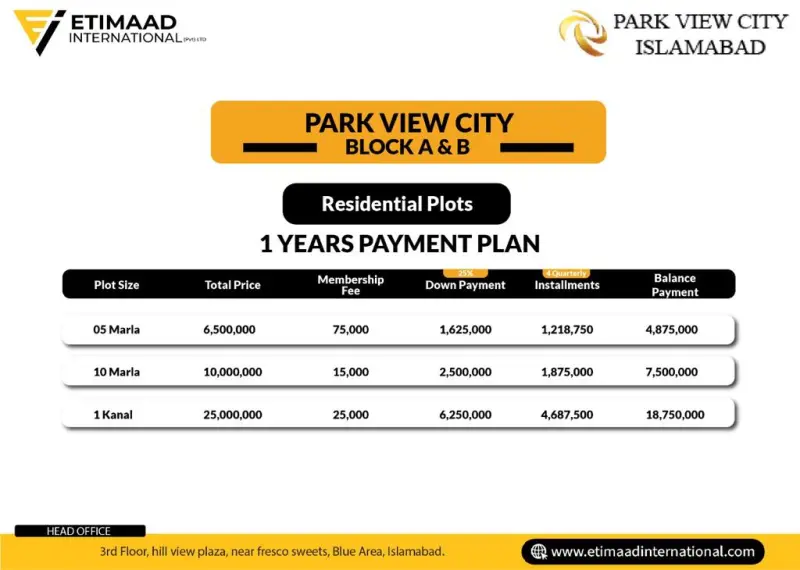 ETIMAAD
INTERNATIONAL (PVT) LTD
PARK VIEW CITY
ISLAMABAD
PARK VIEW CITY
BLOCK A & B
Residential Plots
1 YEARS PAYMENT PLAN
Plot Size Total Price Membership Fee 25% Down Payment 4 Quarterly Installments Balance Payment
05 Marla 6,500,000 75,000 1,625,000 1,218,750 4,875,000
10 Marla 10,000,000 15,000 2,500,000 1,875,000 7,500,000
1 Kanal 25,000,000 25,000 6,250,000 4,687,500 18,750,000
HEAD OFFICE
3rd Floor, hill view plaza, near fresco sweets, Blue Area, Islamabad.
www.etimaadinternational.com